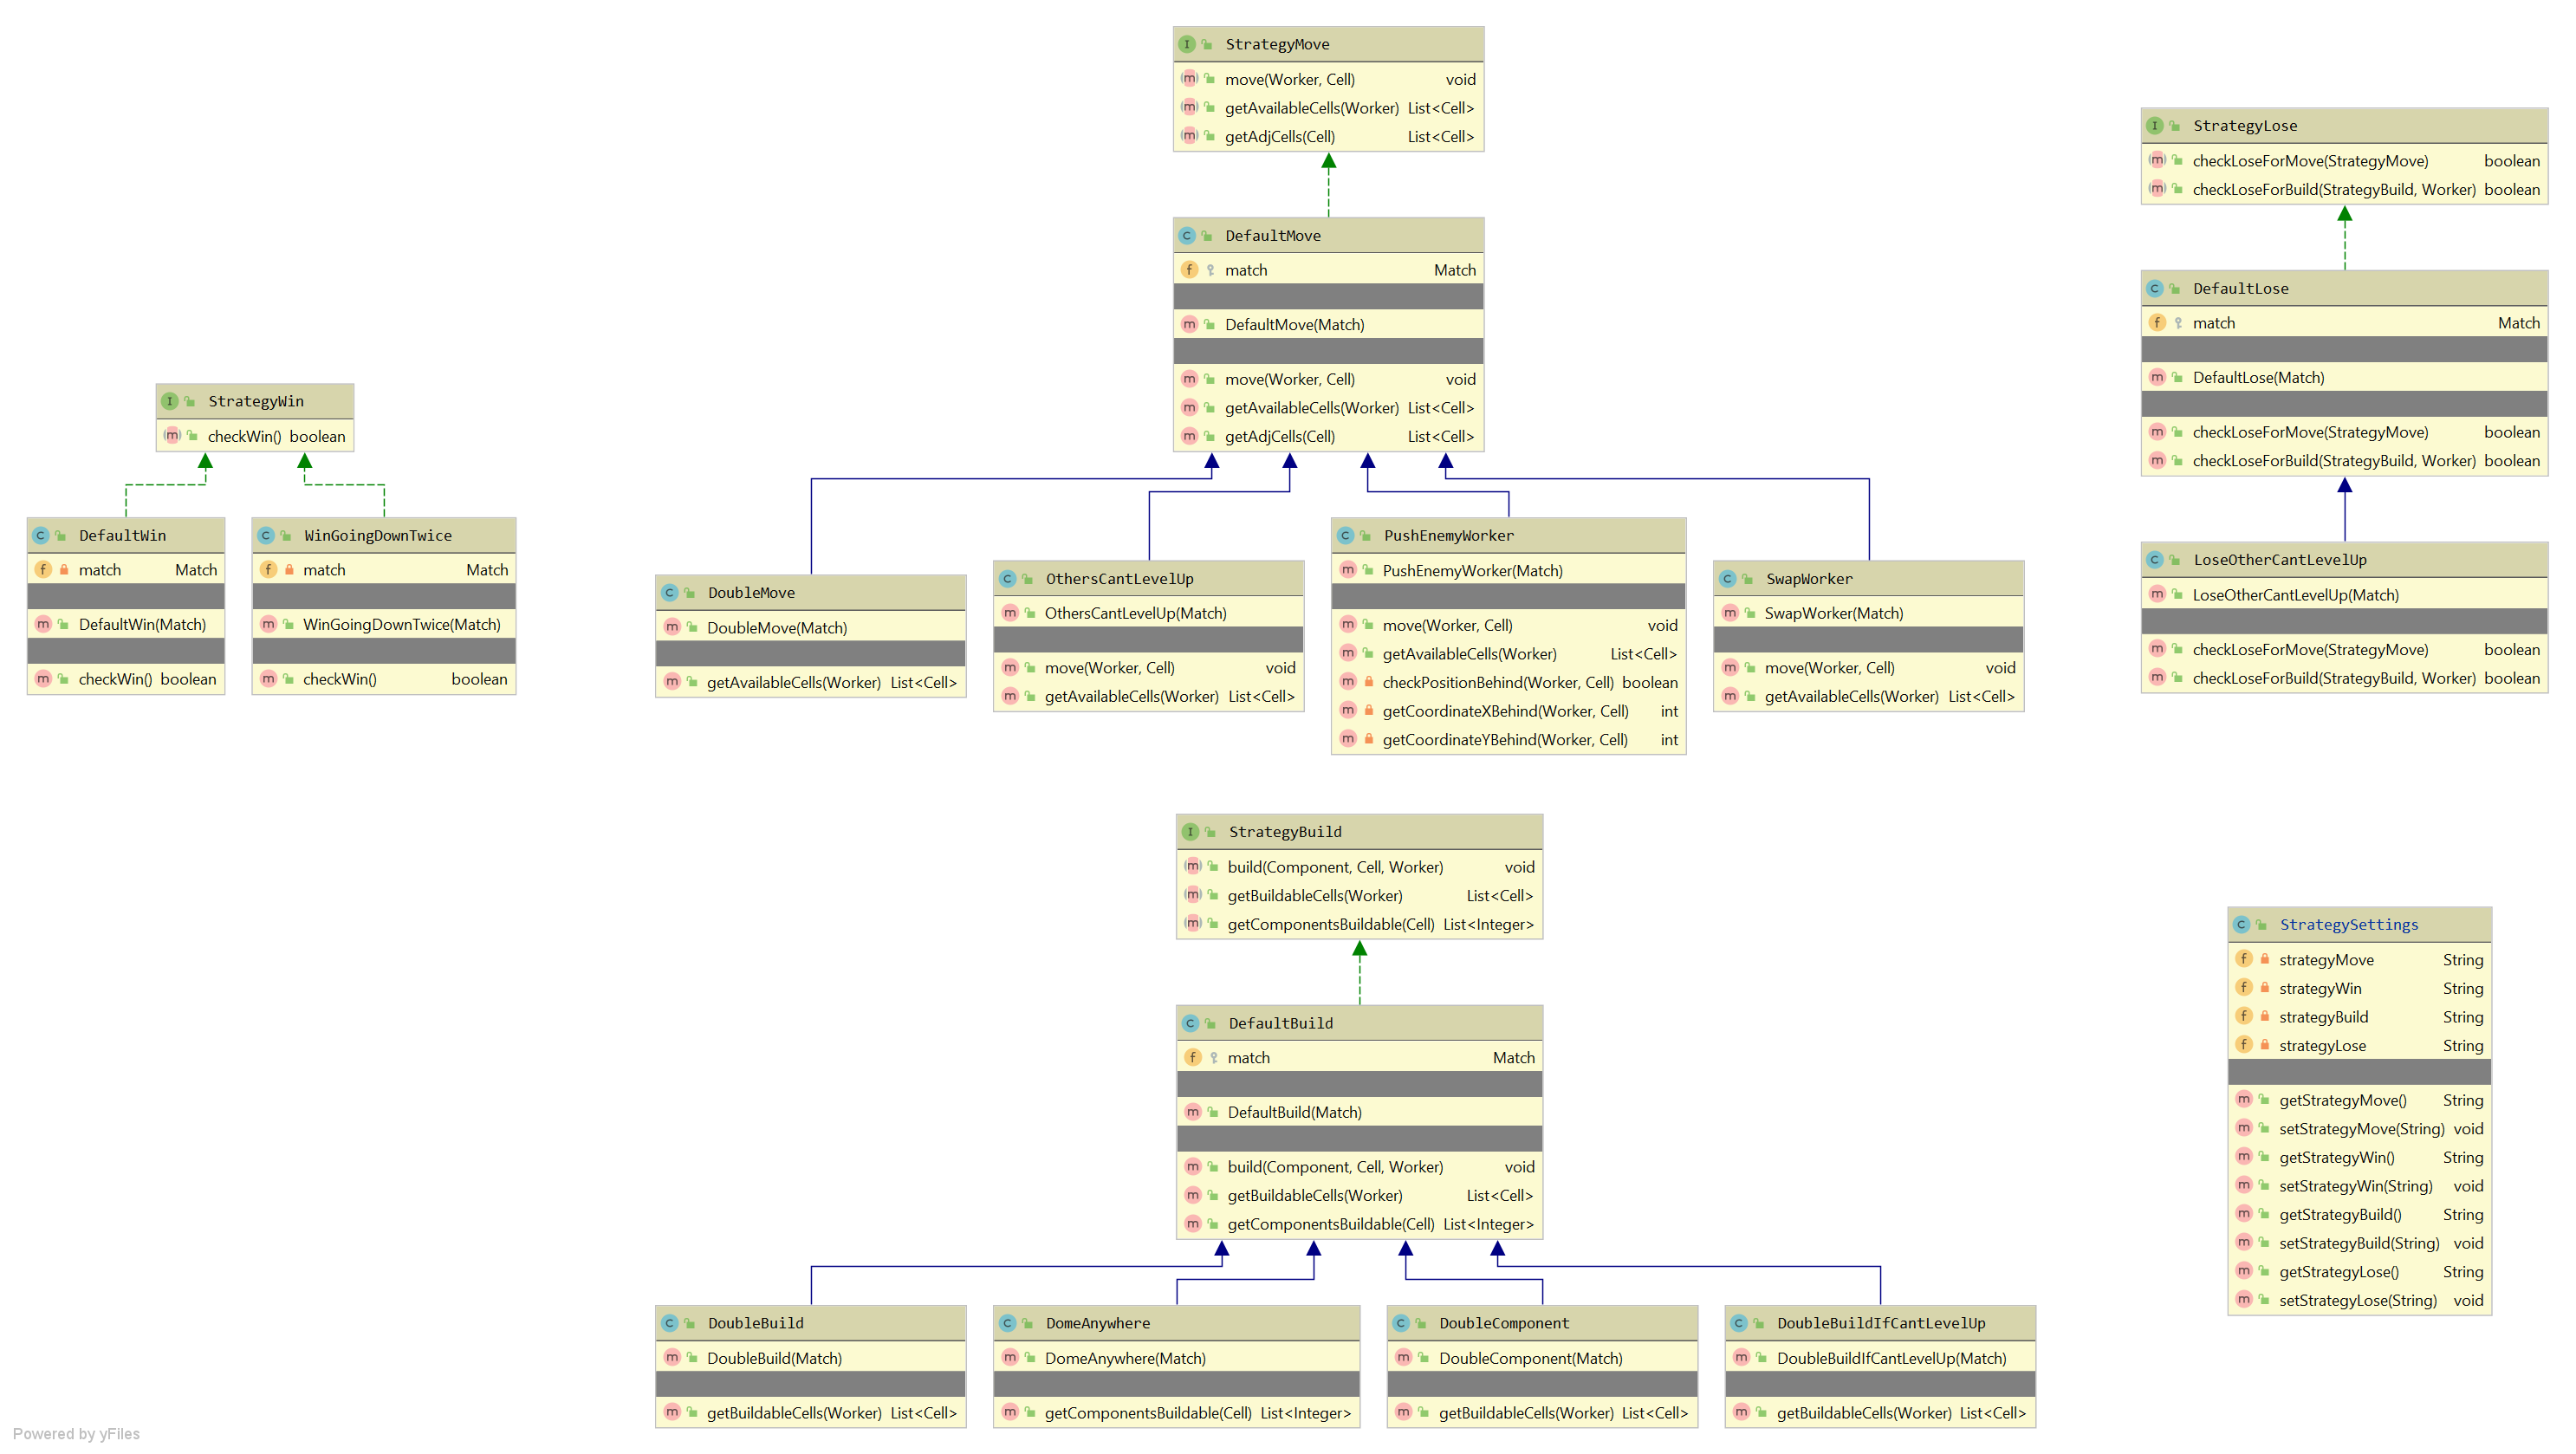 StrategyMove
move(Worker, Cell) void
getAvailableCells(Worker) List<Cell>
getAdjCells(Cell) List<Cell>
DefaultMove
match Match
DefaultMove(Match)
move(Worker, Cell) void
getAvailableCells(Worker) List<Cell>
getAdjCells(Cell) List<Cell>
StrategyLose
checkLoseForMove(StrategyMove) boolean
checkLoseForBuild(StrategyBuild, Worker) boolean
DefaultLose
match Match
DefaultLose(Match)
checkLoseForMove(StrategyMove) boolean
checkLoseForBuild(StrategyBuild, Worker) boolean
StrategyWin
checkWin() boolean
DefaultWin
match Match
DefaultWin(Match)
checkWin() boolean
WinGoingDownTwice
match Match
WinGoingDownTwice(Match)
checkWin() boolean
DoubleMove
DoubleMove(Match)
getAvailableCells(Worker) List<Cell>
OthersCantLevelUp
OthersCantLevelUp(Match)
move(Worker, Cell) void
getAvailableCells(Worker) List<Cell>
PushEnemyWorker
PushEnemyWorker(Match)
move(Worker, Cell) void
getAvailableCells(Worker) List<Cell>
checkPositionBehind(Worker, Cell) boolean
getCoordinateXBehind(Worker, Cell) int
getCoordinateYBehind(Worker, Cell) int
SwapWorker
SwapWorker(Match)
move(Worker, Cell) void
getAvailableCells(Worker) List<Cell>
LoseOtherCantLevelUp
LoseOtherCantLevelUp(Match)
checkLoseForMove(StrategyMove) boolean
checkLoseForBuild(StrategyBuild, Worker) boolean
StrategyBuild
build(Component, Cell, Worker) void
getBuildableCells(Worker) List<Cell>
getComponentsBuildable(Cell) List<Integer>
DefaultBuild
match Match
DefaultBuild(Match)
build(Component, Cell, Worker) void
getBuildableCells(Worker) List<Cell>
getComponentsBuildable(Cell) List<Integer>
StrategySettings
strategyMove String
strategyWin String
strategyBuild String
strategyLose String
getStrategyMove() String
setStrategyMove(String) void
getStrategyWin() String
setStrategyWin(String) void
getStrategyBuild() String
setStrategyBuild(String) void
getStrategyLose() String
setStrategyLose(String) void
DoubleBuild
DoubleBuild(Match)
getBuildableCells(Worker) List<Cell>
DomeAnywhere
DomeAnywhere(Match)
getComponentsBuildable(Cell) List<Integer>
DoubleComponent
DoubleComponent(Match)
getBuildableCells(Worker) List<Cell>
DoubleBuildIfCantLevelUp
DoubleBuildIfCantLevelUp(Match)
getBuildableCells(Worker) List<Cell>
Powered by yFiles